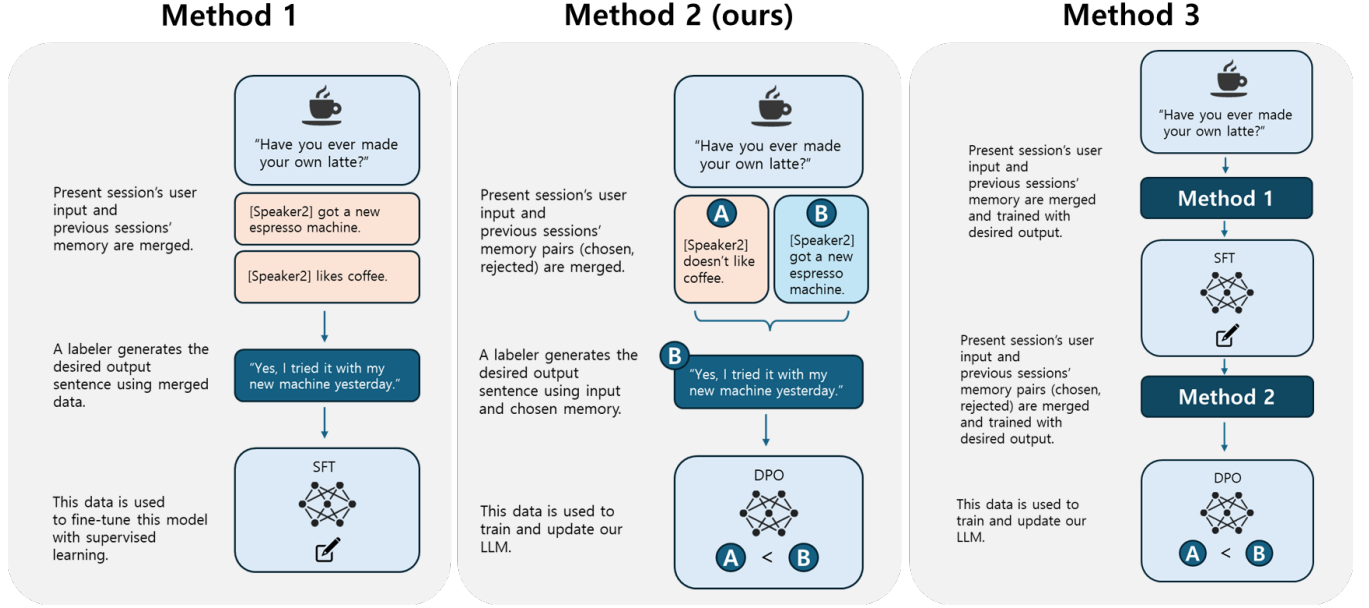 Method 1
"Have you ever made
your own latte?"
Present session's user
input and
previous sessions'
memory are merged.
[Speaker2] got a new
espresso machine.
[Speaker2] likes coffee.
A labeler generates the
desired output
sentence using merged
data.
"Yes, I tried it with my
new machine yesterday."
SFT
This data is used
to fine-tune this model
with supervised
learning.
Method 2 (ours)
"Have you ever made
your own latte?"
Present session's user
input and
previous sessions'
memory pairs (chosen,
rejected) are merged.
A
[Speaker2]
doesn't like
coffee.
B
[Speaker2]
got a new
espresso
machine.
A labeler generates the
desired output
sentence using input
and chosen memory.
B
"Yes, I tried it with my
new machine yesterday."
DPO
This data is used to
train and update our
LLM.
A < B
Method 3
"Have you ever made
your own latte?"
Present session's user
input and
previous sessions'
memory are merged
and trained with
desired output.
Method 1
SFT
Present session's user
input and
previous sessions'
memory pairs (chosen,
rejected) are merged
and trained with
desired output.
Method 2
DPO
This data is used to
train and update our
LLM.
A < B